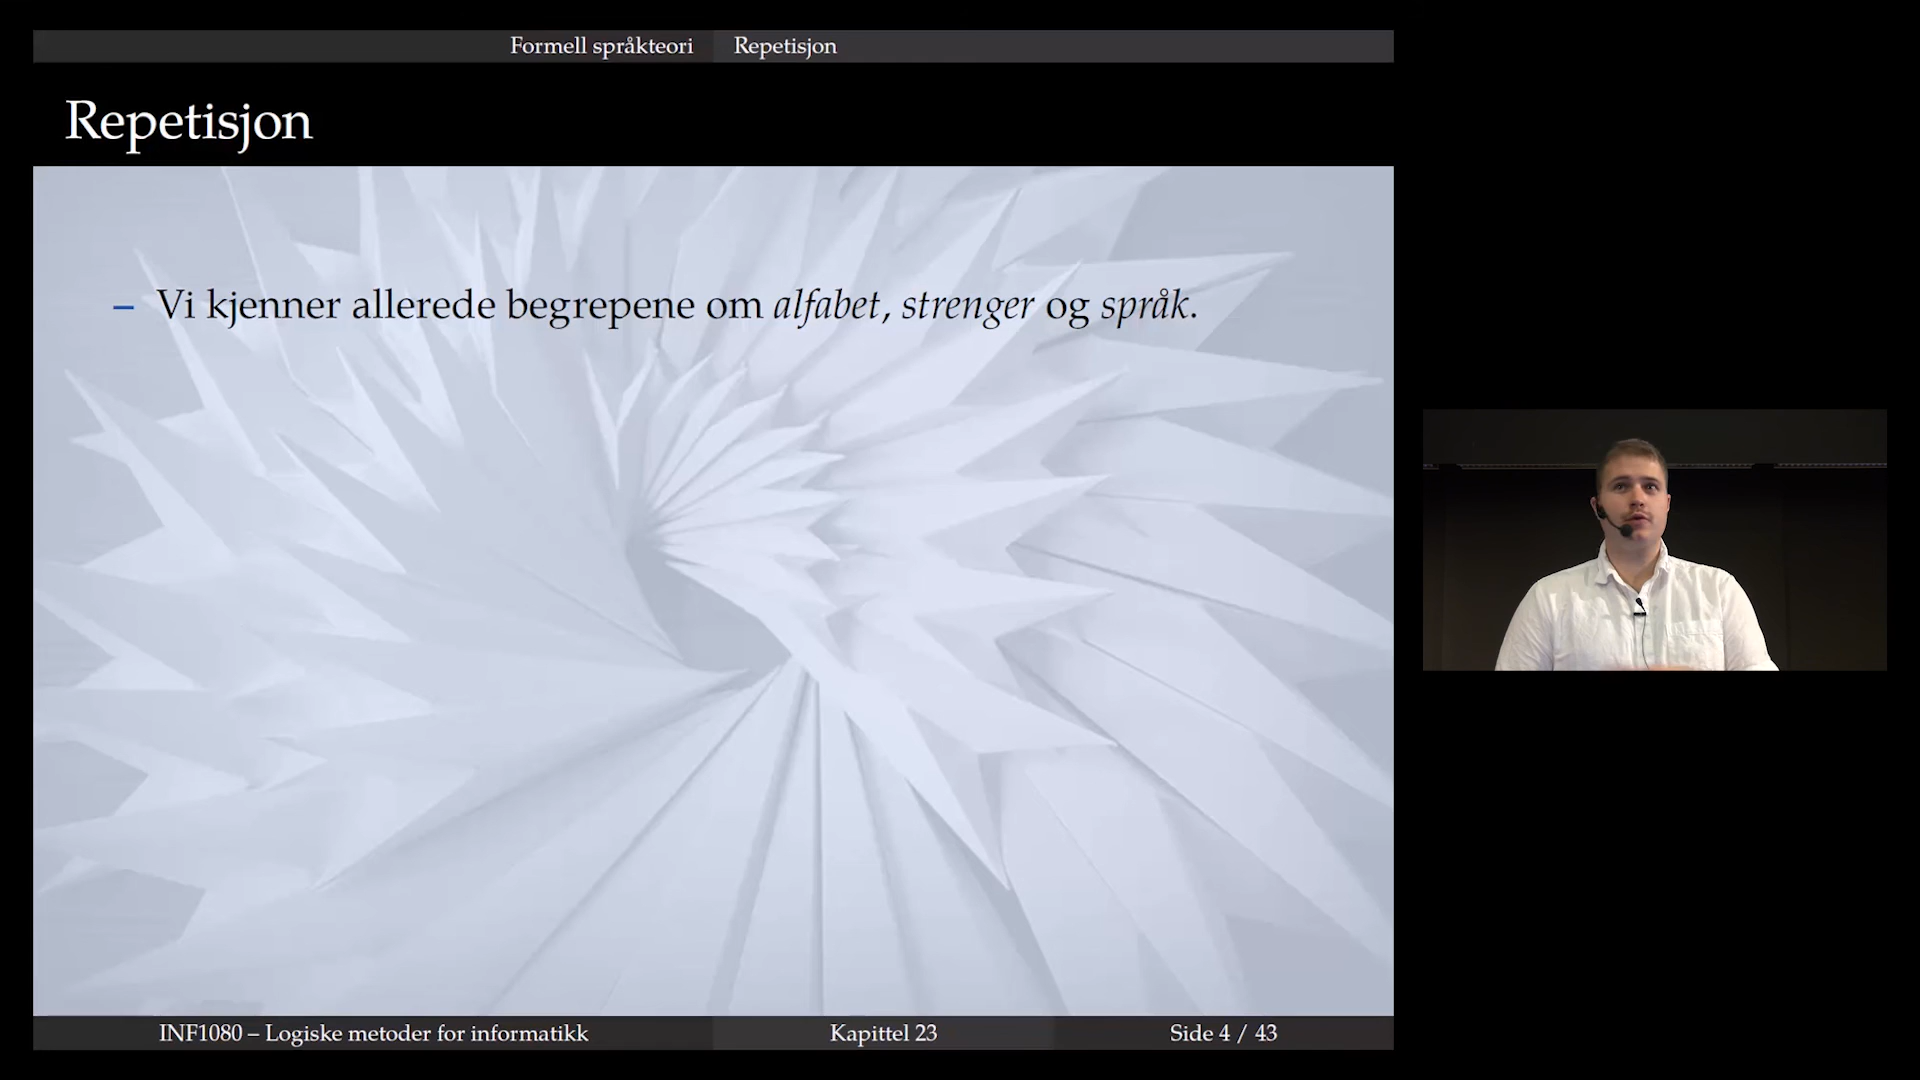 Formell språkteori Repetisjon
Repetisjon
– Vi kjenner allerede begrepene om alfabet, strenger og språk.
INF1080 – Logiske metoder for informatikk Kapittel 23 Side 4 / 43